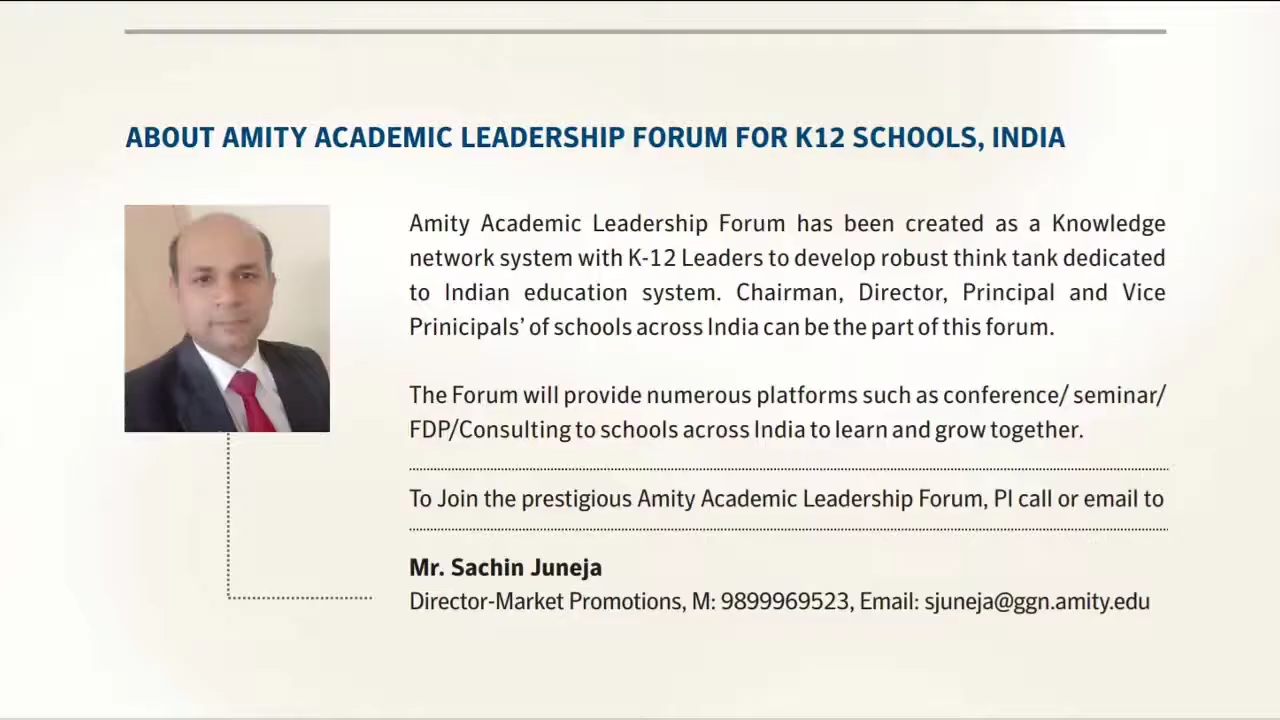 ABOUT AMITY ACADEMIC LEADERSHIP FORUM FOR K12 SCHOOLS, INDIA
Amity Academic Leadership Forum has been created as a Knowledge
network system with K-12 Leaders to develop robust think tank dedicated
to Indian education system. Chairman, Director, Principal and Vice
Prinicipals’ of schools across India can be the part of this forum.
The Forum will provide numerous platforms such as conference/ seminar/
FDP/Consulting to schools across India to learn and grow together.
To Join the prestigious Amity Academic Leadership Forum, Pl call or email to
Mr. Sachin Juneja
Director-Market Promotions, M: 9899969523, Email: sjuneja@ggn.amity.edu